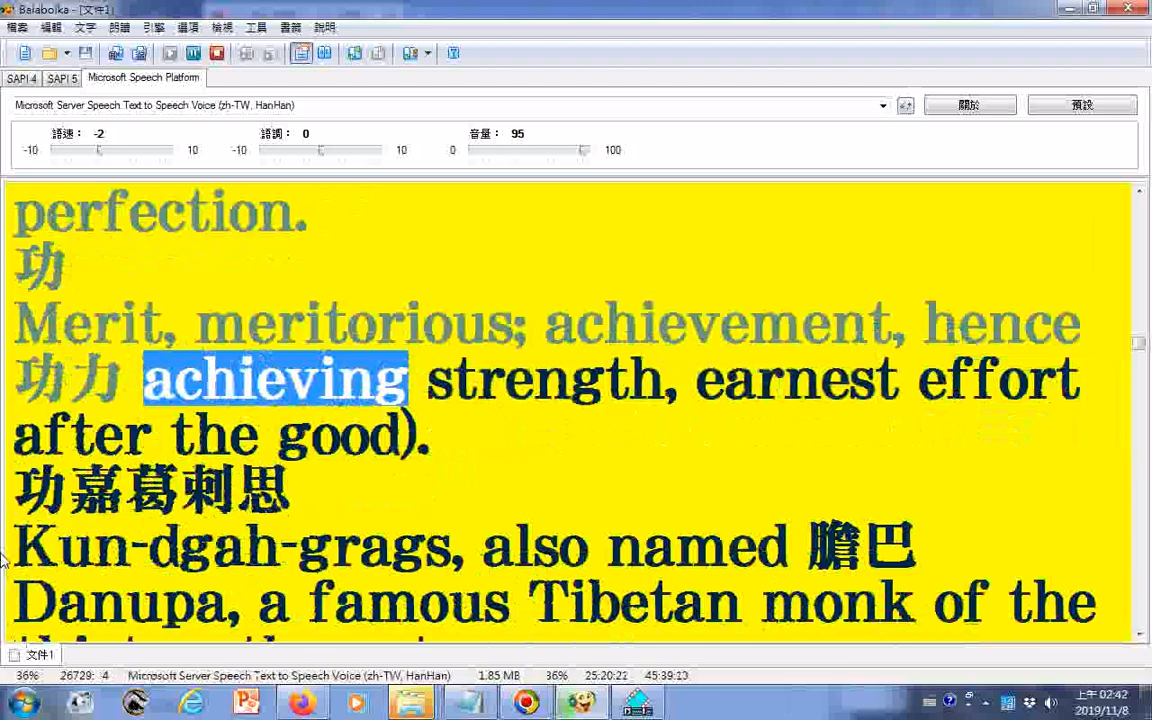 Balabolka - [文件1]
檔案 編輯 文字 朗讀 引擎 選項 檢視 工具 書籤 說明
SAPI 4 SAPI 5 Microsoft Speech Platform
Microsoft Server Speech Text to Speech Voice (zh-TW, HanHan) 關於 預設
語速： -2 語調： 0 音量： 95
-10 10 -10 10 0 100
perfection.
功
Merit, meritorious; achievement, hence
功力 achieving strength, earnest effort
after the good).
功嘉葛剌思
Kun-dgah-grags, also named 膽巴
Danupa, a famous Tibetan monk of the
文件1
36% 26729: 4 Microsoft Server Speech Text to Speech Voice (zh-TW, HanHan) 1.85 MB 36% 25:20:22 45:39:13
上午 02:42
2019/11/8